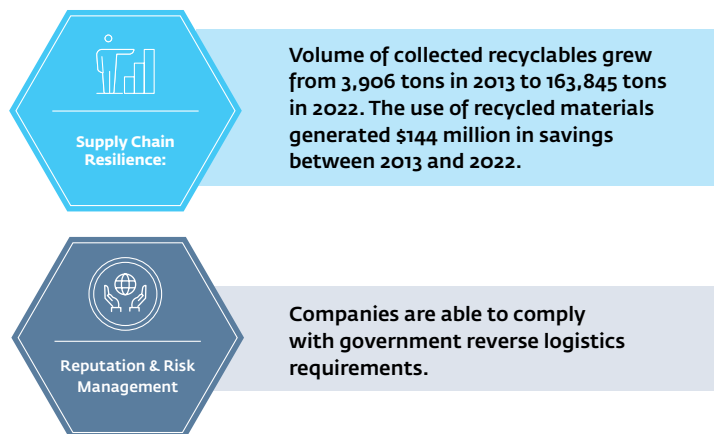 Supply Chain
Resilience:
Volume of collected recyclables grew
from 3,906 tons in 2013 to 163,845 tons
in 2022. The use of recycled materials
generated $144 million in savings
between 2013 and 2022.
Reputation & Risk
Management
Companies are able to comply
with government reverse logistics
requirements.